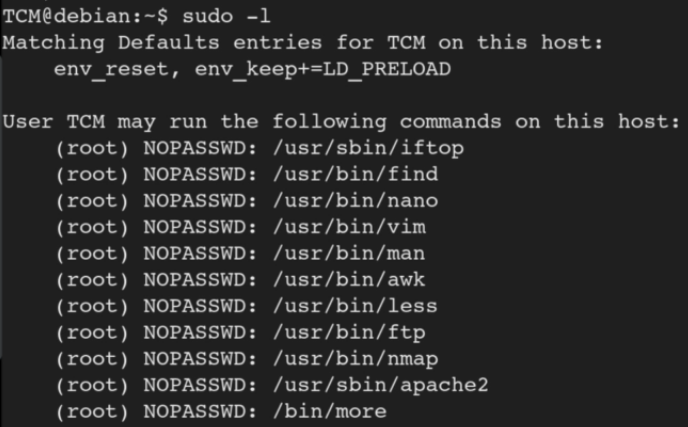 TCM@debian:~$ sudo -l
Matching Defaults entries for TCM on this host:
    env_reset, env_keep+=LD_PRELOAD

User TCM may run the following commands on this host:
    (root) NOPASSWD: /usr/sbin/iftop
    (root) NOPASSWD: /usr/bin/find
    (root) NOPASSWD: /usr/bin/nano
    (root) NOPASSWD: /usr/bin/vim
    (root) NOPASSWD: /usr/bin/man
    (root) NOPASSWD: /usr/bin/awk
    (root) NOPASSWD: /usr/bin/less
    (root) NOPASSWD: /usr/bin/ftp
    (root) NOPASSWD: /usr/bin/nmap
    (root) NOPASSWD: /usr/sbin/apache2
    (root) NOPASSWD: /bin/more